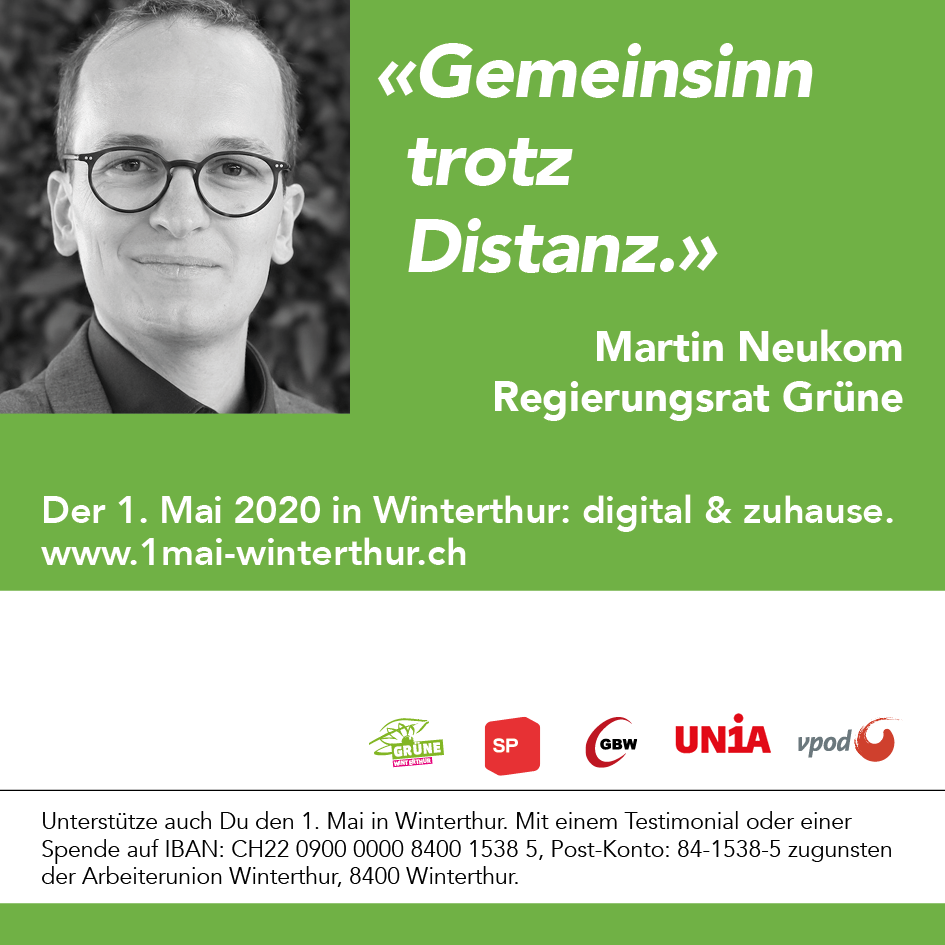 «Gemeinsinn
trotz
Distanz.»
Martin Neukom
Regierungsrat Grüne
Der 1. Mai 2020 in Winterthur: digital & zuhause.
www.1mai-winterthur.ch
GRÜNE
WINTERTHUR
SP
GBW
UNiA
vpod
Unterstütze auch Du den 1. Mai in Winterthur. Mit einem Testimonial oder einer
Spende auf IBAN: CH22 0900 0000 8400 1538 5, Post-Konto: 84-1538-5 zugunsten
der Arbeiterunion Winterthur, 8400 Winterthur.